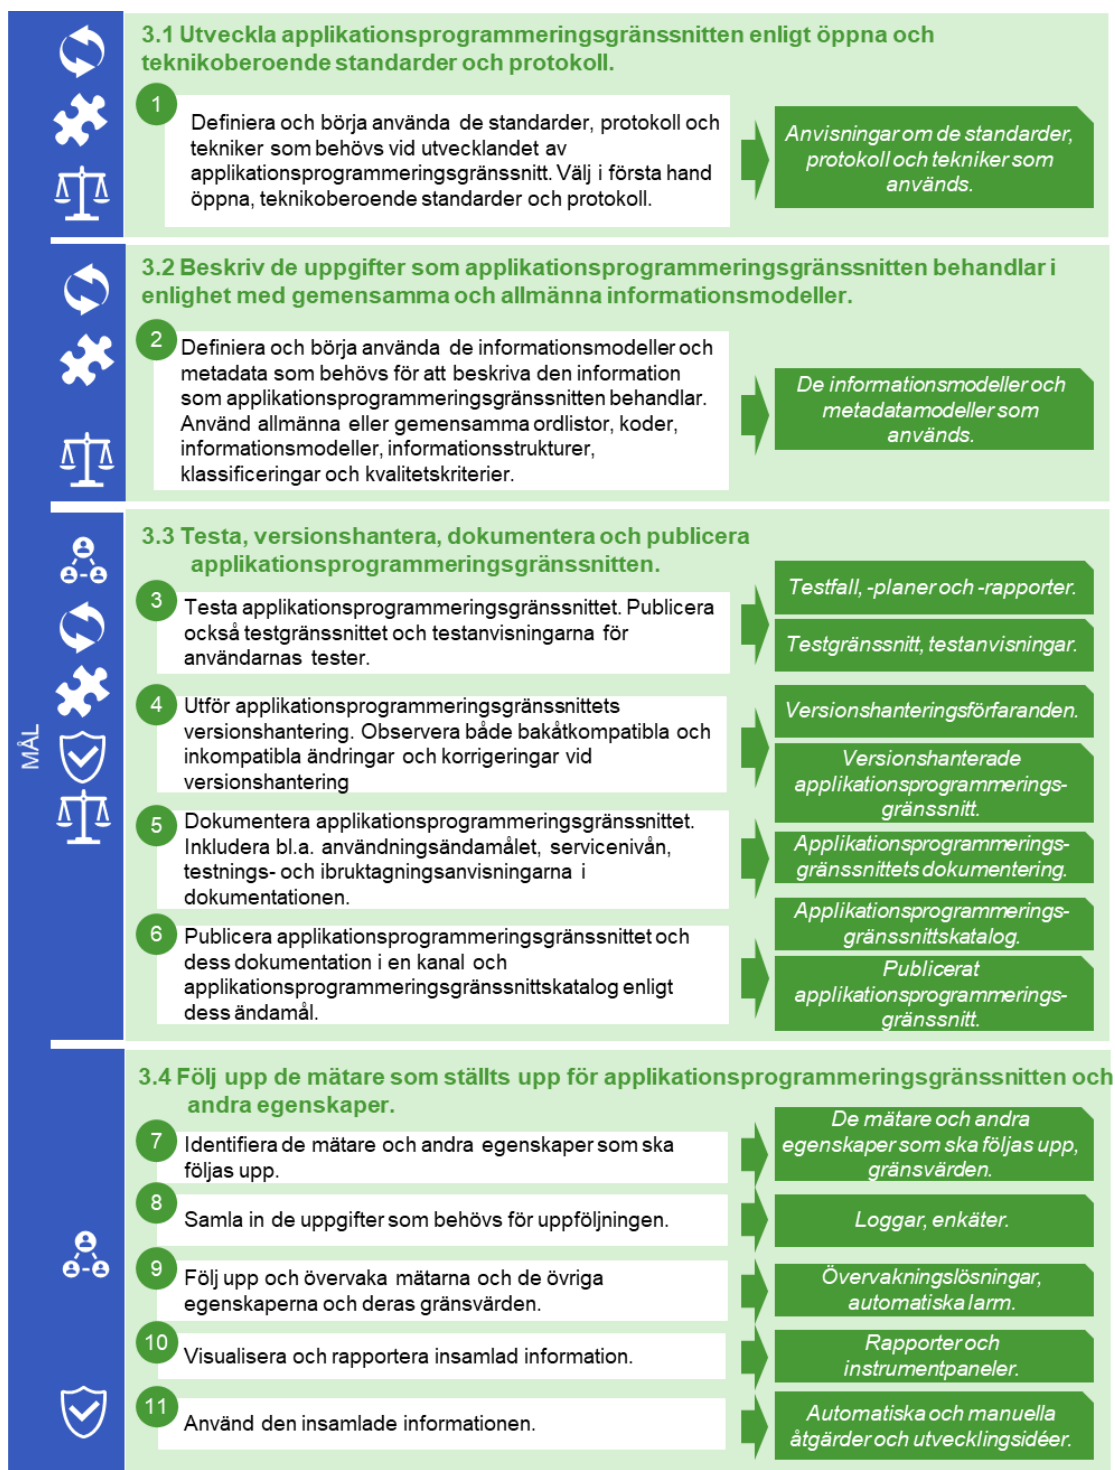 MÅL
3.1 Utveckla applikationsprogrammeringsgränssnitten enligt öppna och
teknikoberoende standarder och protokoll.
1
Definiera och börja använda de standarder, protokoll och
tekniker som behövs vid utvecklandet av
applikationsprogrammeringsgränssnitt. Välj i första hand
öppna, teknikoberoende standarder och protokoll.
Anvisningar om de standarder,
protokoll och tekniker som
används.
3.2 Beskriv de uppgifter som applikationsprogrammeringsgränssnitten behandlar i
enlighet med gemensamma och allmänna informationsmodeller.
2
Definiera och börja använda de informationsmodeller och
metadata som behövs för att beskriva den information
som applikationsprogrammeringsgränssnitten behandlar.
Använd allmänna eller gemensamma ordlistor, koder,
informationsmodeller, informationsstrukturer,
klassificeringar och kvalitetskriterier.
De informationsmodeller och
metadatamodeller som
används.
3.3 Testa, versionshantera, dokumentera och publicera
applikationsprogrammeringsgränssnitten.
3
Testa applikationsprogrammeringsgränssnittet. Publicera
också testgränssnittet och testanvisningarna för
användarnas tester.
Testfall, -planer och -rapporter.
Testgränssnitt, testanvisningar.
4
Utför applikationsprogrammeringsgränssnittets
versionshantering. Observera både bakåtkompatibla och
inkompatibla ändringar och korrigeringar vid
versionshantering
Versionshanteringsförfaranden.
Versionshanterade
applikationsprogrammerings-
gränssnitt.
5
Dokumentera applikationsprogrammeringsgränssnittet.
Inkludera bl.a. användningsändamålet, servicenivån,
testnings- och ibruktagningsanvisningarna i
dokumentationen.
Applikationsprogrammerings-
gränssnittets dokumentering.
6
Publicera applikationsprogrammeringsgränssnittet och
dess dokumentation i en kanal och
applikationsprogrammeringsgränssnittskatalog enligt
dess ändamål.
Applikationsprogrammerings-
gränssnittskatalog.
Publicerat
applikationsprogrammerings-
gränssnitt.
3.4 Följ upp de mätare som ställts upp för applikationsprogrammeringsgränssnitten och
andra egenskaper.
7
Identifiera de mätare och andra egenskaper som ska
följas upp.
De mätare och andra
egenskaper som ska följas upp,
gränsvärden.
8
Samla in de uppgifter som behövs för uppföljningen.
Loggar, enkäter.
9
Följ upp och övervaka mätarna och de övriga
egenskaperna och deras gränsvärden.
Övervakningslösningar,
automatiska larm.
10
Visualisera och rapportera insamlad information.
Rapporter och
instrumentpaneler.
11
Använd den insamlade informationen.
Automatiska och manuella
åtgärder och utvecklingsidéer.